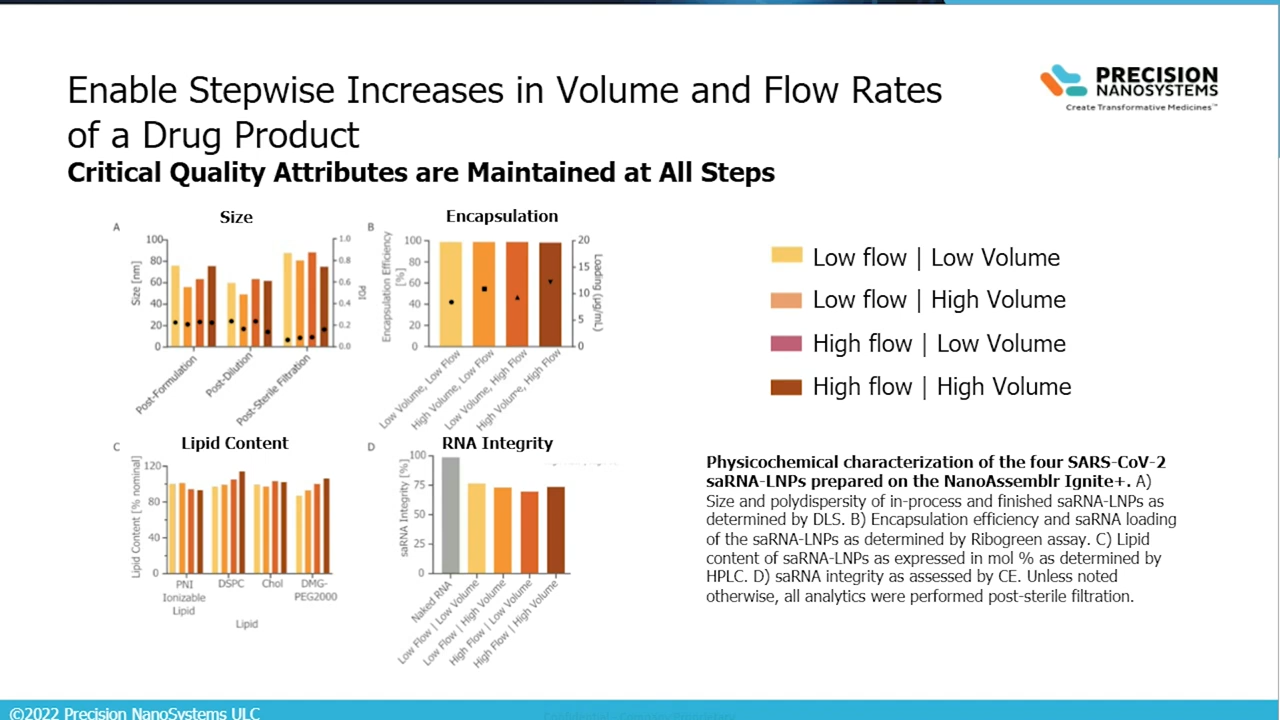 Enable Stepwise Increases in Volume and Flow Rates
of a Drug Product
Critical Quality Attributes are Maintained at All Steps
PRECISION
NANOSYSTEMS
Create Transformative Medicines™
A
Size
100
80
60
40
20
0
Size [nm]
1.0
0.8
0.6
0.4
0.2
0.0
PDI
Post-Formulation
Post-Dilution
Post-Sterile Filtration
B
Encapsulation
Encapsulation Efficiency
[%]
100
80
60
40
20
0
20
15
10
5
0
Loading (µg/mL)
Low Volume, Low Flow
High Volume, Low Flow
Low Volume, High Flow
High Volume, High Flow
Low flow | Low Volume
Low flow | High Volume
High flow | Low Volume
High flow | High Volume
C
Lipid Content
Lipid Content [% nominal]
120
80
40
0
PNI
Ionizable
Lipid
DSPC
Chol
DMG-
PEG2000
Lipid
D
RNA Integrity
saRNA Integrity [%]
100
75
50
25
0
Naked RNA
Low Flow | Low Volume
Low Flow | High Volume
High Flow | Low Volume
High Flow | High Volume
Physicochemical characterization of the four SARS-CoV-2
saRNA-LNPs prepared on the NanoAssemblr Ignite+. A)
Size and polydispersity of in-process and finished saRNA-LNPs as
determined by DLS. B) Encapsulation efficiency and saRNA loading
of the saRNA-LNPs as determined by Ribogreen assay. C) Lipid
content of saRNA-LNPs as expressed in mol % as determined by
HPLC. D) saRNA integrity as assessed by CE. Unless noted
otherwise, all analytics were performed post-sterile filtration.
©2022 Precision NanoSystems ULC